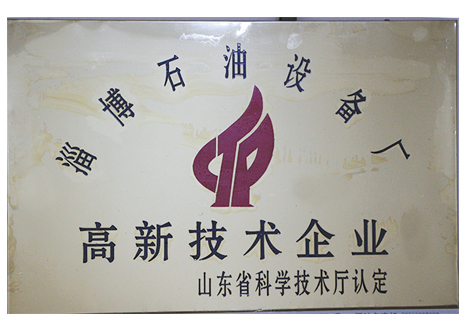 淄博石油设备厂
高新技术企业
山东省科学技术厅认定